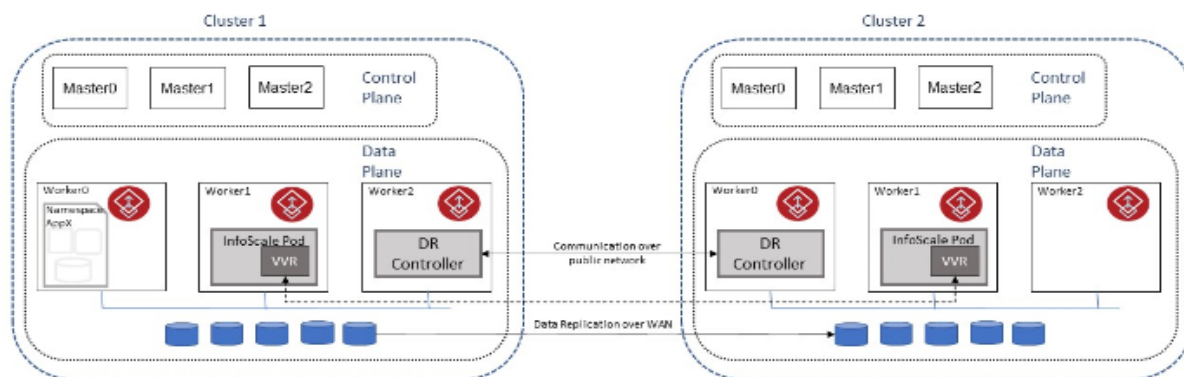 Cluster 1
Master0
Master1
Master2
Control
Plane
Data
Plane
Worker0
Namespace
AppX
Worker1
InfoScale Pod
VVR
Worker2
DR
Controller
Communication over
public network
Data Replication over WAN
Cluster 2
Master0
Master1
Master2
Control
Plane
Data
Plane
Worker0
DR
Controller
Worker1
InfoScale Pod
VVR
Worker2